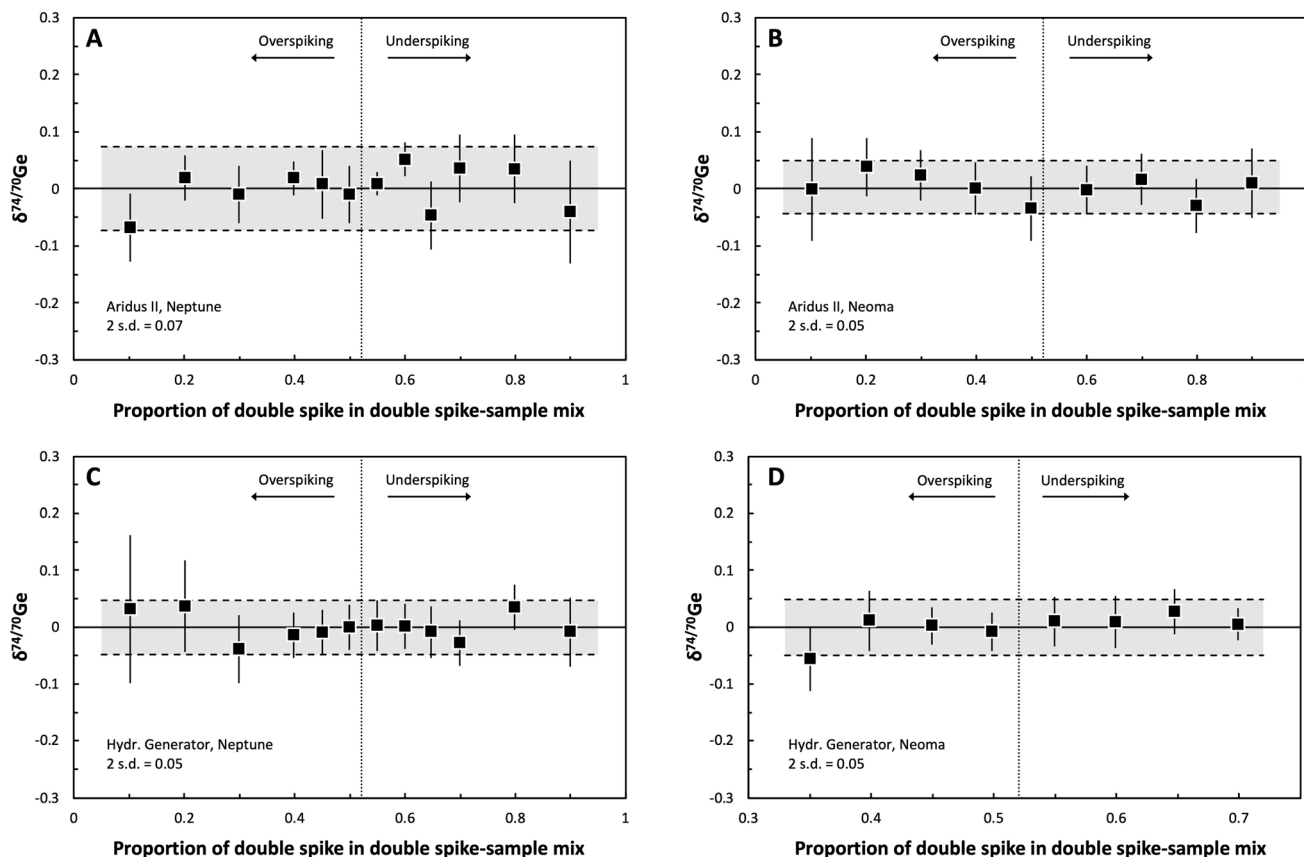 A
Overspiking
Underspiking
0.3
0.2
0.1
0
-0.1
-0.2
-0.3
δ74/70Ge
Aridus II, Neptune
2 s.d. = 0.07
0 0.2 0.4 0.6 0.8 1
Proportion of double spike in double spike-sample mix
B
Overspiking
Underspiking
0.3
0.2
0.1
0
-0.1
-0.2
-0.3
δ74/70Ge
Aridus II, Neoma
2 s.d. = 0.05
0 0.2 0.4 0.6 0.8
Proportion of double spike in double spike-sample mix
C
Overspiking
Underspiking
0.3
0.2
0.1
0
-0.1
-0.2
-0.3
δ74/70Ge
Hydr. Generator, Neptune
2 s.d. = 0.05
0 0.2 0.4 0.6 0.8 1
Proportion of double spike in double spike-sample mix
D
Overspiking
Underspiking
0.3
0.2
0.1
0
-0.1
-0.2
-0.3
δ74/70Ge
Hydr. Generator, Neoma
2 s.d. = 0.05
0.3 0.4 0.5 0.6 0.7
Proportion of double spike in double spike-sample mix